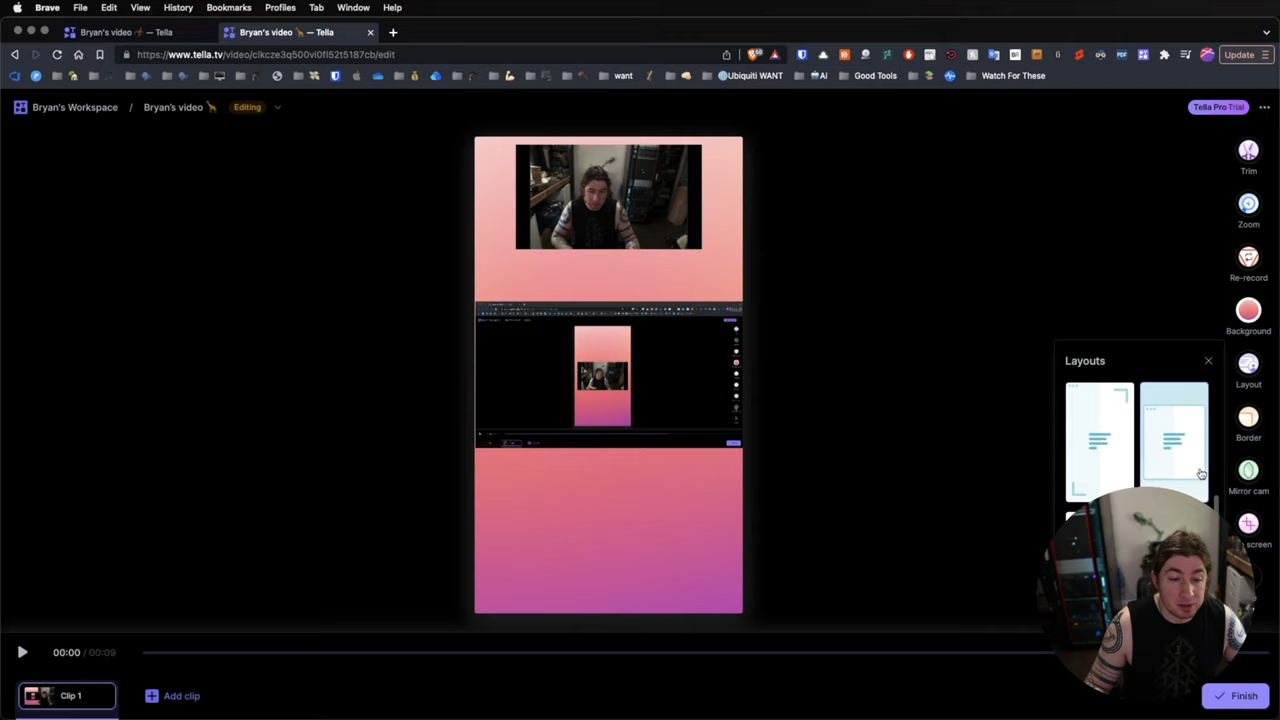 Brave File Edit View History Bookmarks Profiles Tab Window Help
Bryan's video — Tella
Bryan's video — Tella
https://www.tella.tv/video/clkcze3q500vi0fl52t5187cb/edit
Update
want
Ubiquiti WANT
AI
Good Tools
Watch For These
Bryan's Workspace / Bryan's video Editing
Tella Pro Trial
Trim
Zoom
Re-record
Background
Layouts
Layout
Border
Mirror cam
screen
00:00 / 00:09
Clip 1
Add clip
Finish